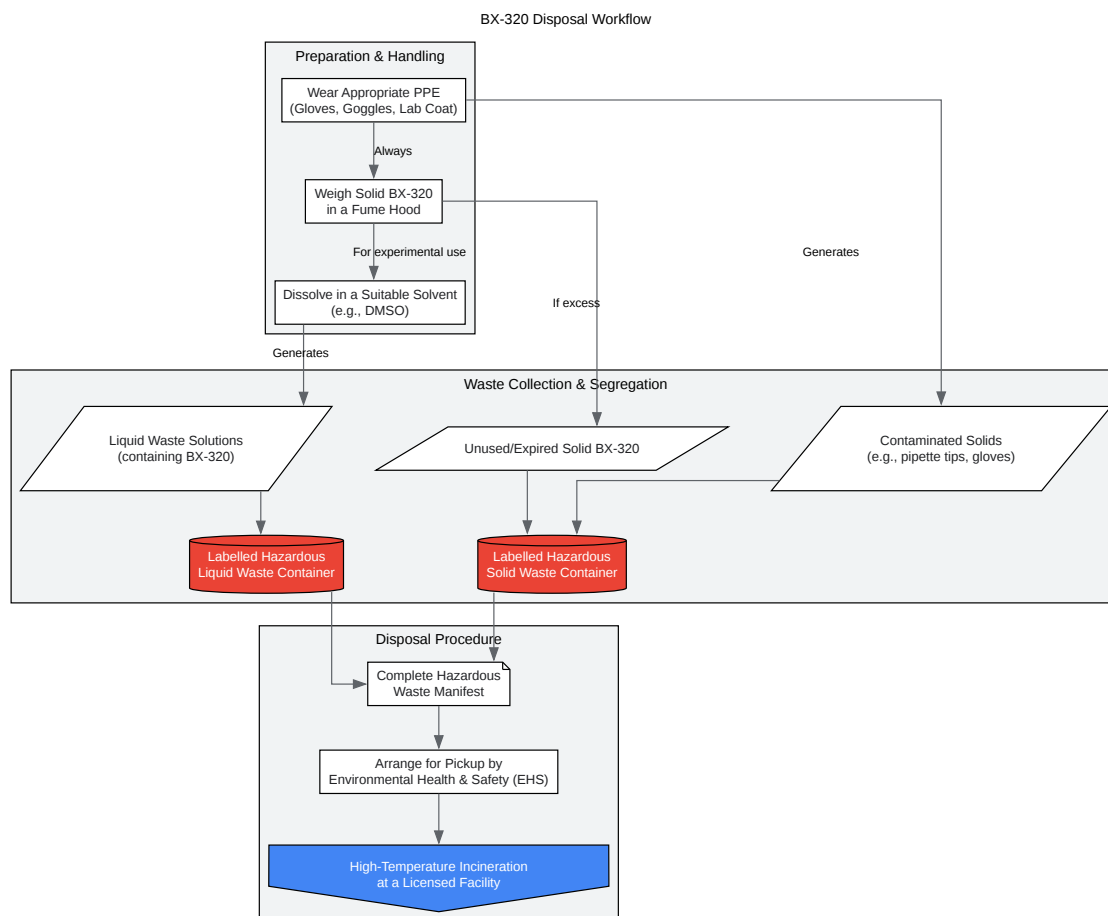 BX-320 Disposal Workflow
Preparation & Handling
Wear Appropriate PPE
(Gloves, Goggles, Lab Coat)
Always
Weigh Solid BX-320
in a Fume Hood
For experimental use
Generates
Dissolve in a Suitable Solvent
(e.g., DMSO)
If excess
Generates
Waste Collection & Segregation
Liquid Waste Solutions
(containing BX-320)
Unused/Expired Solid BX-320
Contaminated Solids
(e.g., pipette tips, gloves)
Labelled Hazardous
Liquid Waste Container
Labelled Hazardous
Solid Waste Container
Disposal Procedure
Complete Hazardous
Waste Manifest
Arrange for Pickup by
Environmental Health & Safety (EHS)
High-Temperature Incineration
at a Licensed Facility